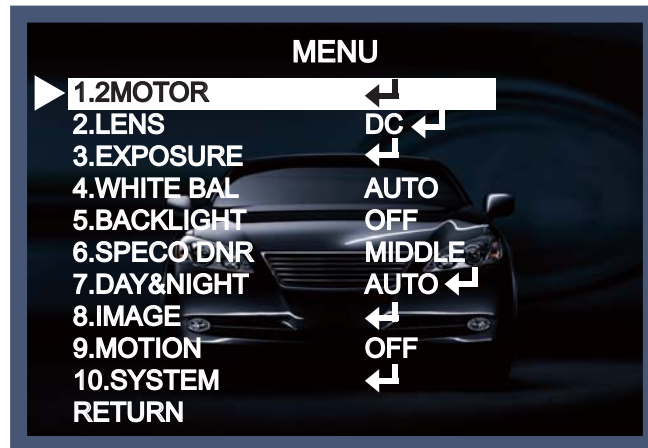 MENU
1.2MOTOR ↵
2.LENS DC ↵
3.EXPOSURE ↵
4.WHITE BAL AUTO
5.BACKLIGHT OFF
6.SPECO DNR MIDDLE
7.DAY&NIGHT AUTO ↵
8.IMAGE ↵
9.MOTION OFF
10.SYSTEM ↵
RETURN